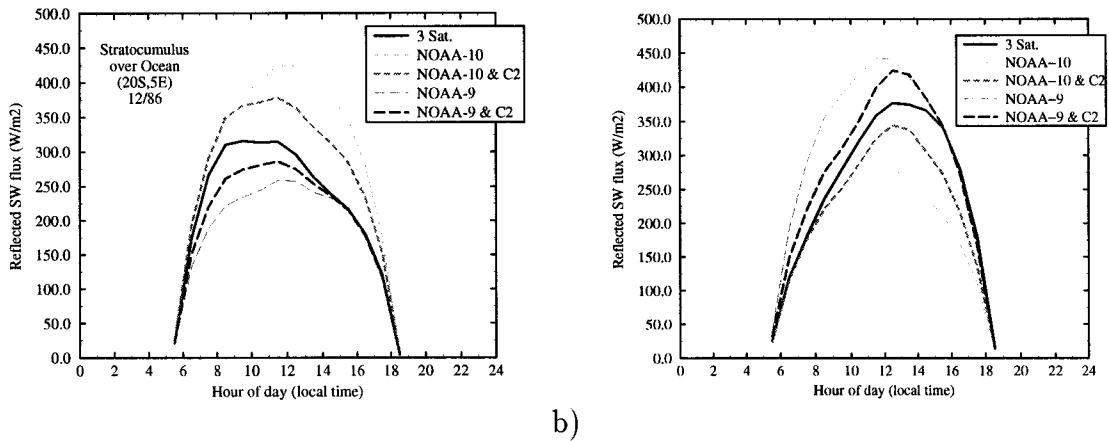 500.0
450.0
400.0
350.0
300.0
250.0
200.0
150.0
100.0
50.0
0.0
Reflected SW flux (W/m2)
Stratocumulus
over Ocean
(20S,5E)
12/86
3 Sat.
NOAA-10
NOAA-10 & C2
NOAA-9
NOAA-9 & C2
0 2 4 6 8 10 12 14 16 18 20 22 24
Hour of day (local time)
500.0
450.0
400.0
350.0
300.0
250.0
200.0
150.0
100.0
50.0
0.0
Reflected SW flux (W/m2)
3 Sat.
NOAA−10
NOAA−10 & C2
NOAA−9
NOAA−9 & C2
0 2 4 6 8 10 12 14 16 18 20 22 24
Hour of day (local time)
b)